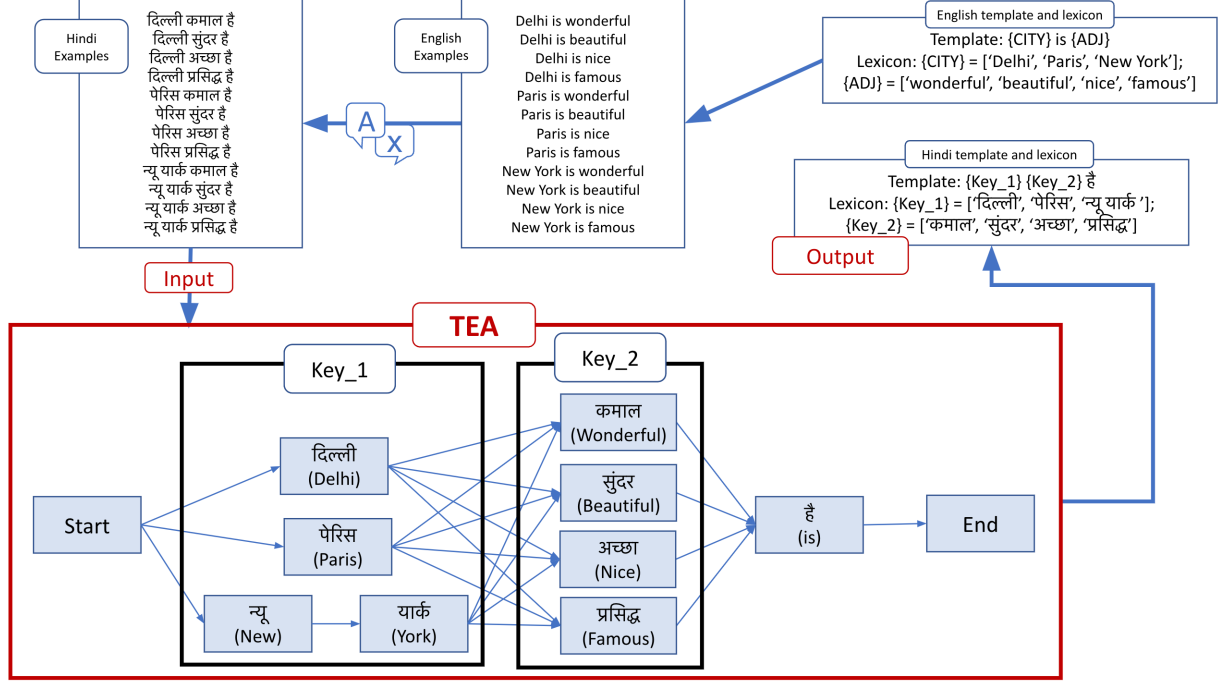 Hindi
Examples
दिल्ली कमाल है
दिल्ली सुंदर है
दिल्ली अच्छा है
दिल्ली प्रसिद्ध है
पेरिस कमाल है
पेरिस सुंदर है
पेरिस अच्छा है
पेरिस प्रसिद्ध है
न्यू यार्क कमाल है
न्यू यार्क सुंदर है
न्यू यार्क अच्छा है
न्यू यार्क प्रसिद्ध है
A
x
English
Examples
Delhi is wonderful
Delhi is beautiful
Delhi is nice
Delhi is famous
Paris is wonderful
Paris is beautiful
Paris is nice
Paris is famous
New York is wonderful
New York is beautiful
New York is nice
New York is famous
English template and lexicon
Template: {CITY} is {ADJ}
Lexicon: {CITY} = [‘Delhi’, ‘Paris’, ‘New York’];
{ADJ} = [‘wonderful’, ‘beautiful’, ‘nice’, ‘famous’]
Hindi template and lexicon
Template: {Key_1} {Key_2} है
Lexicon: {Key_1} = [‘दिल्ली’, ‘पेरिस’, ‘न्यू यार्क ’];
{Key_2} = [‘कमाल’, ‘सुंदर’, ‘अच्छा’, ‘प्रसिद्ध’]
Output
Input
TEA
Key_1
Key_2
Start
दिल्ली
(Delhi)
पेरिस
(Paris)
न्यू
(New)
यार्क
(York)
कमाल
(Wonderful)
सुंदर
(Beautiful)
अच्छा
(Nice)
प्रसिद्ध
(Famous)
है
(is)
End